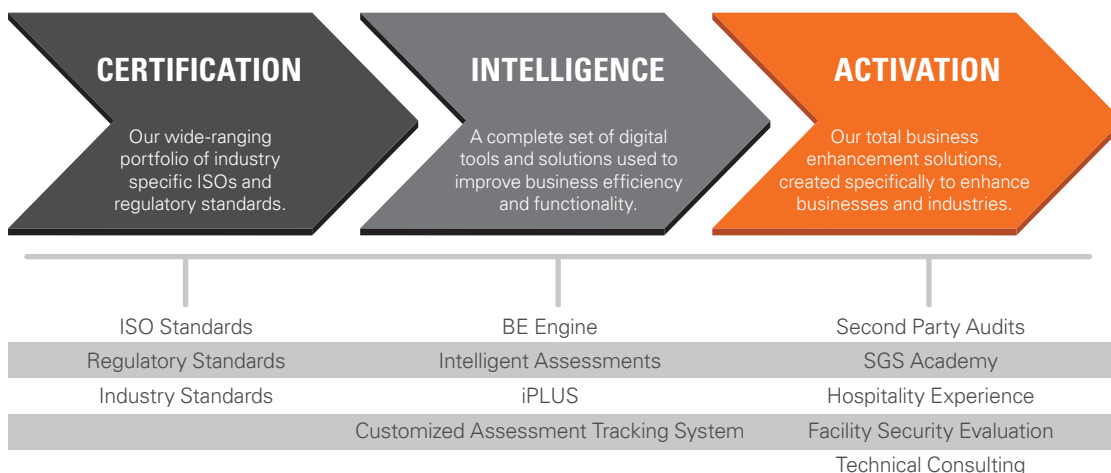 CERTIFICATION
Our wide-ranging
portfolio of industry
specific ISOs and
regulatory standards.
INTELLIGENCE
A complete set of digital
tools and solutions used to
improve business efficiency
and functionality.
ACTIVATION
Our total business
enhancement solutions,
created specifically to enhance
businesses and industries.
ISO Standards
Regulatory Standards
Industry Standards
BE Engine
Intelligent Assessments
iPLUS
Customized Assessment Tracking System
Second Party Audits
SGS Academy
Hospitality Experience
Facility Security Evaluation
Technical Consulting